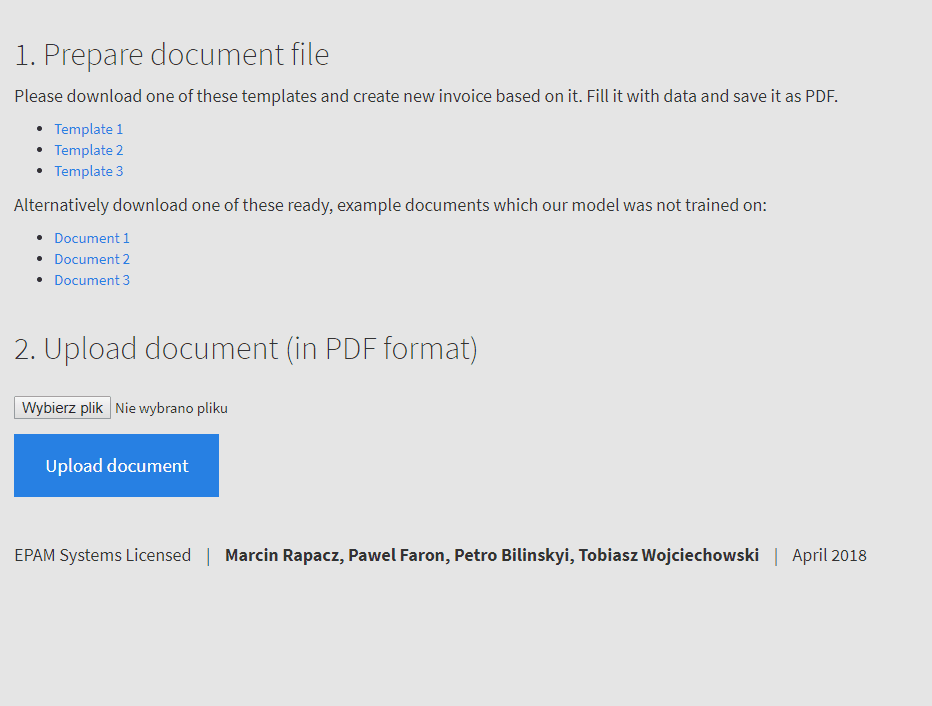 1. Prepare document file
Please download one of these templates and create new invoice based on it. Fill it with data and save it as PDF.
Template 1
Template 2
Template 3
Alternatively download one of these ready, example documents which our model was not trained on:
Document 1
Document 2
Document 3
2. Upload document (in PDF format)
Wybierz plik Nie wybrano pliku
Upload document
EPAM Systems Licensed | Marcin Rapacz, Pawel Faron, Petro Bilinskyi, Tobiasz Wojciechowski | April 2018